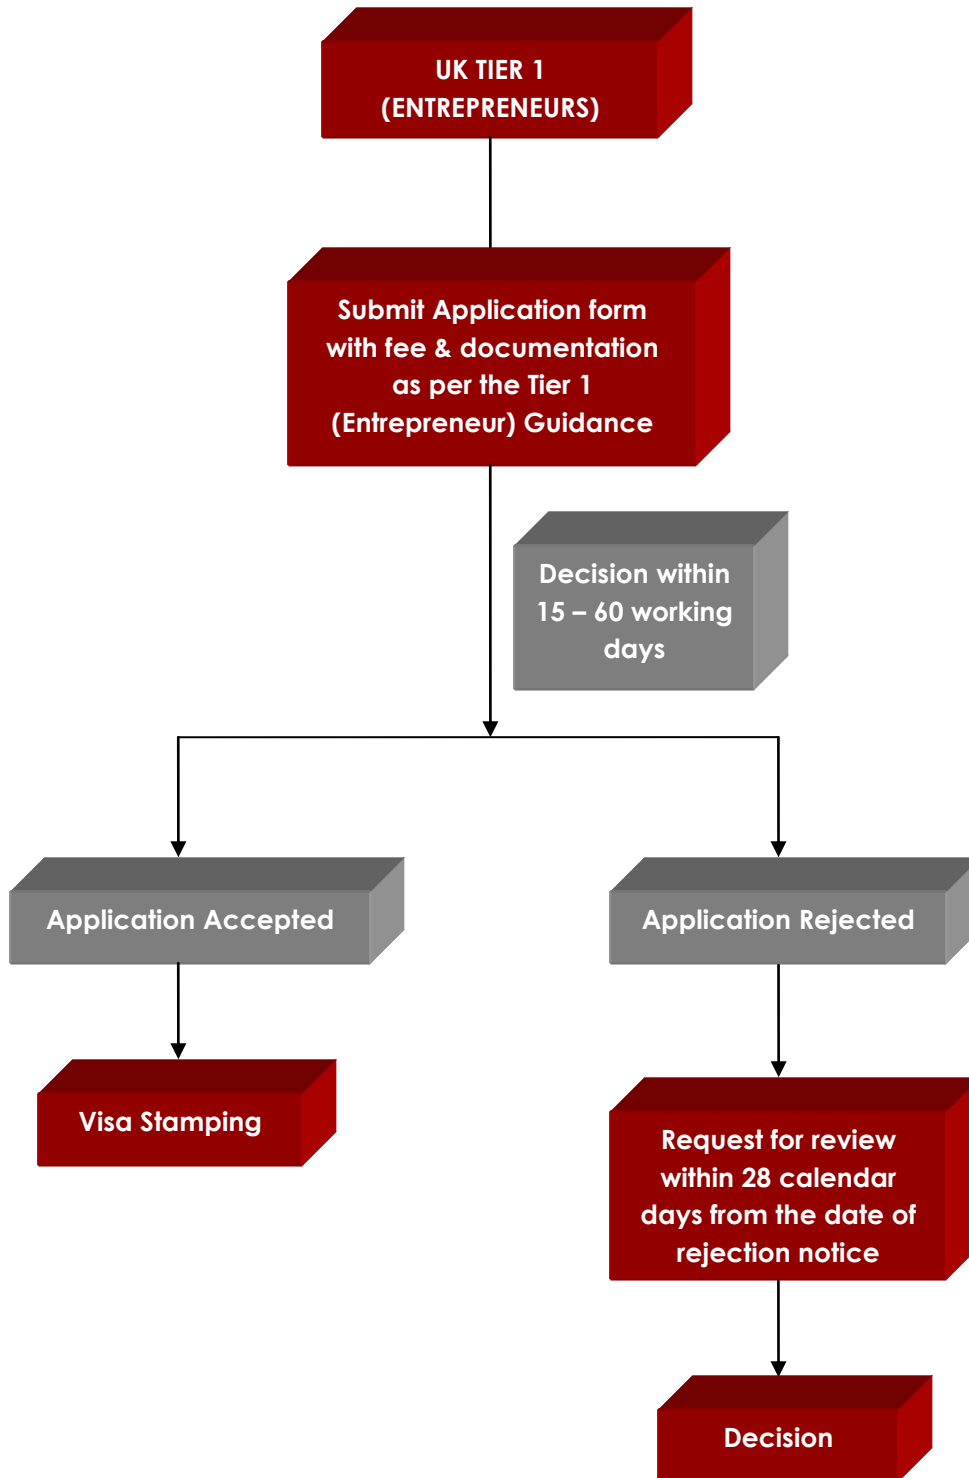 UK TIER 1
(ENTREPRENEURS)
Submit Application form
with fee & documentation
as per the Tier 1
(Entrepreneur) Guidance
Decision within
15 – 60 working
days
Application Accepted
Application Rejected
Visa Stamping
Request for review
within 28 calendar
days from the date of
rejection notice
Decision